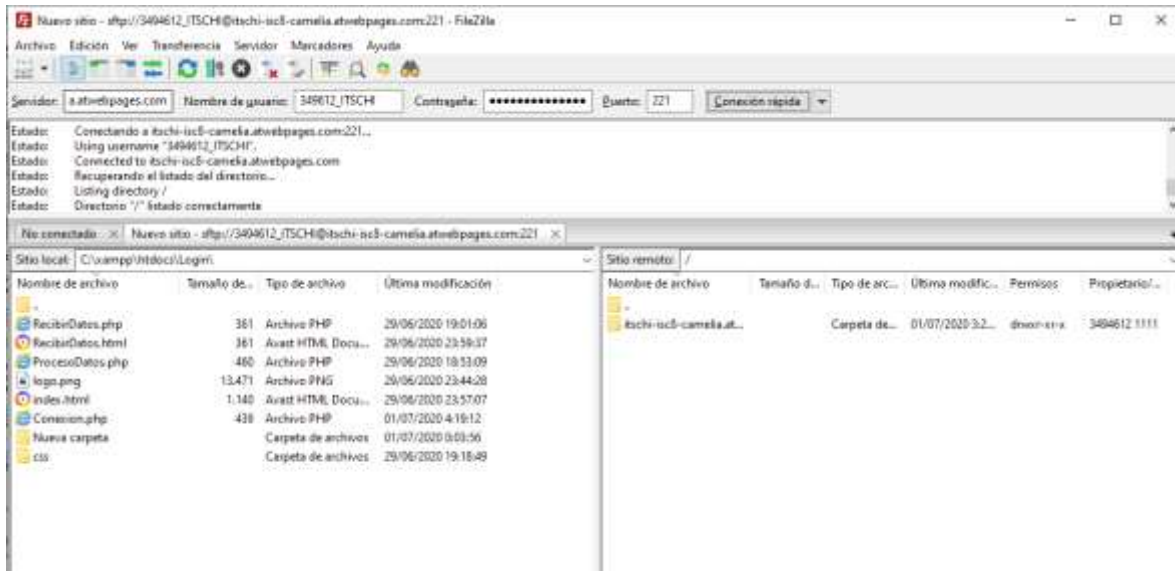 Nuevo sitio - sftp://3494612_ITSCHI@itschi-isc8-camelia.atwebpages.com:221 - FileZilla
Archivo Edición Ver Transferencia Servidor Marcadores Ayuda
Servidor: a.atwebpages.com Nombre de usuario: 349612_ITSCHI Contraseña: ●●●●●●●●●●●●●● Puerto: 221 Conexión rápida
Estado: Conectando a itschi-isc8-camelia.atwebpages.com:221...
Estado: Using username "3494612_ITSCHI".
Estado: Connected to itschi-isc8-camelia.atwebpages.com
Estado: Recuperando el listado del directorio...
Estado: Listing directory /
Estado: Directorio "/" listado correctamente
No conectado Nuevo sitio - sftp://3494612_ITSCHI@itschi-isc8-camelia.atwebpages.com:221
Sitio local: C:\xampp\htdocs\Login\ Sitio remoto: /
Nombre de archivo Tamaño de... Tipo de archivo Última modificación Nombre de archivo Tamaño d... Tipo de arc... Última modific... Permisos Propietario/...
.. ..
RecibirDatos.php 361 Archivo PHP 29/06/2020 19:01:06 itschi-isc8-camelia.at... Carpeta de... 01/07/2020 3:2... drwxr-xr-x 3494612 1111
RecibirDatos.html 361 Avast HTML Docu... 29/06/2020 23:59:37
ProcesoDatos.php 460 Archivo PHP 29/06/2020 18:53:09
logo.png 13.471 Archivo PNG 29/06/2020 23:44:28
index.html 1.140 Avast HTML Docu... 29/06/2020 23:57:07
Conexion.php 438 Archivo PHP 01/07/2020 4:19:12
Nueva carpeta Carpeta de archivos 01/07/2020 0:03:56
css Carpeta de archivos 29/06/2020 19:18:49